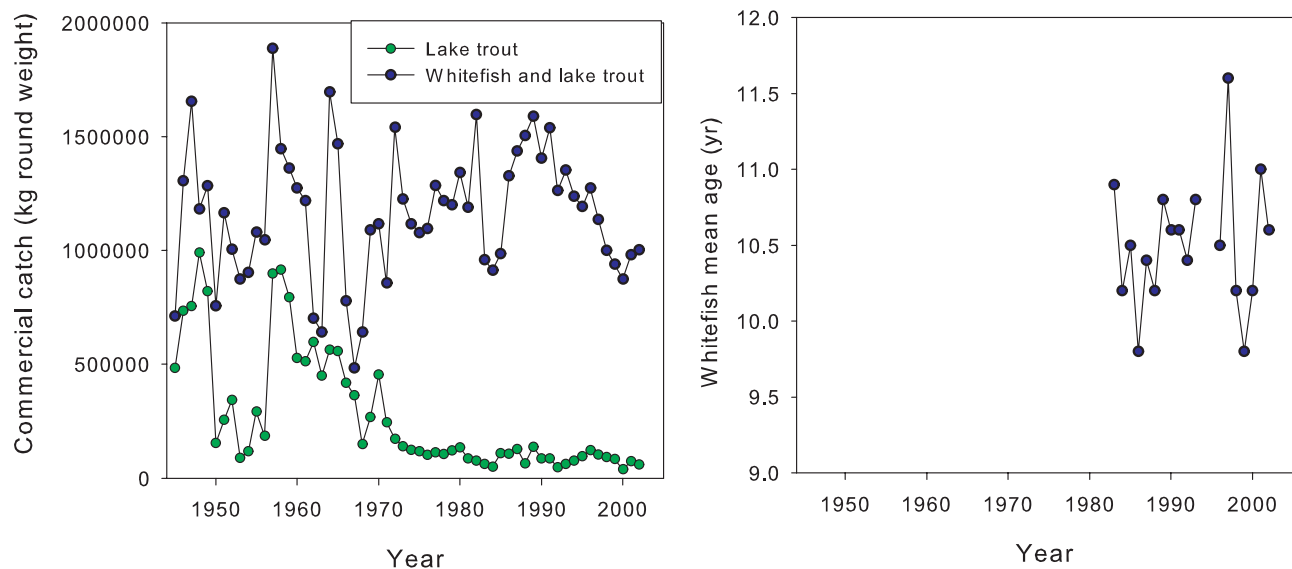 Commercial catch (kg round weight)
2000000
1500000
1000000
500000
0
Lake trout
Whitefish and lake trout
1950 1960 1970 1980 1990 2000
Year
Whitefish mean age (yr)
12.0
11.5
11.0
10.5
10.0
9.5
9.0
1950 1960 1970 1980 1990 2000
Year